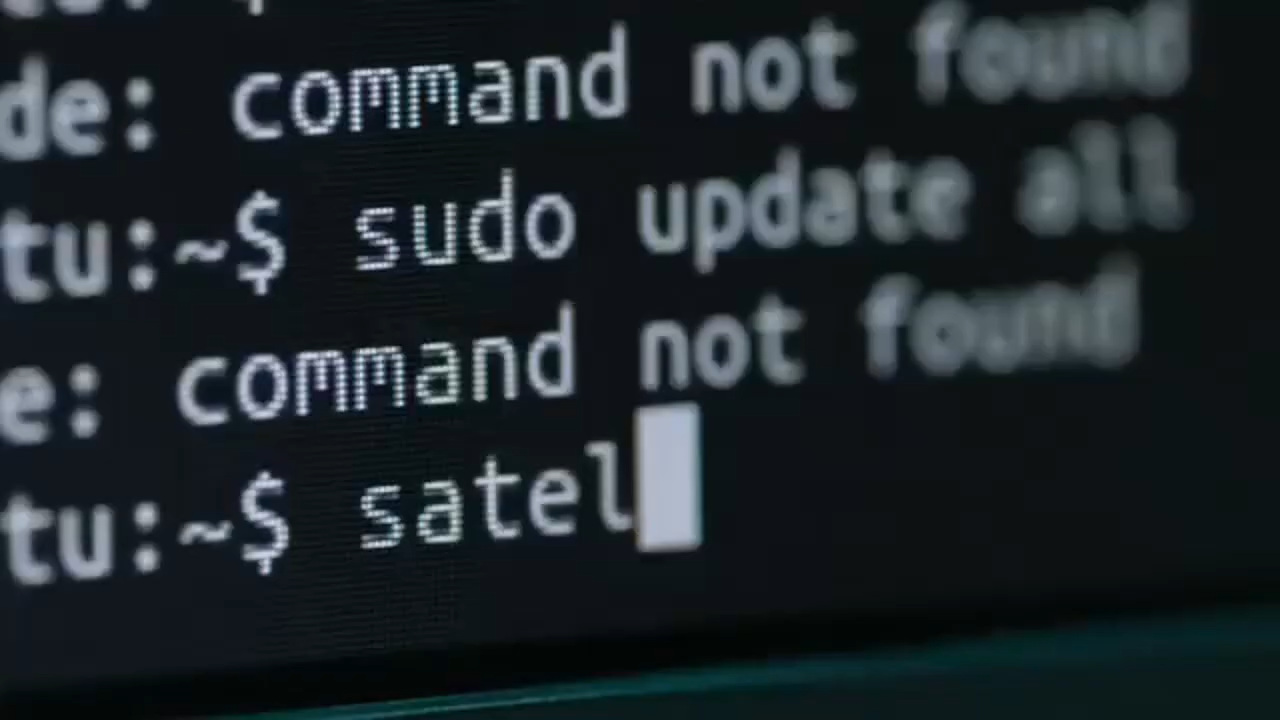 de: command not found
tu:~$ sudo update all
e: command not found
tu:~$ satel